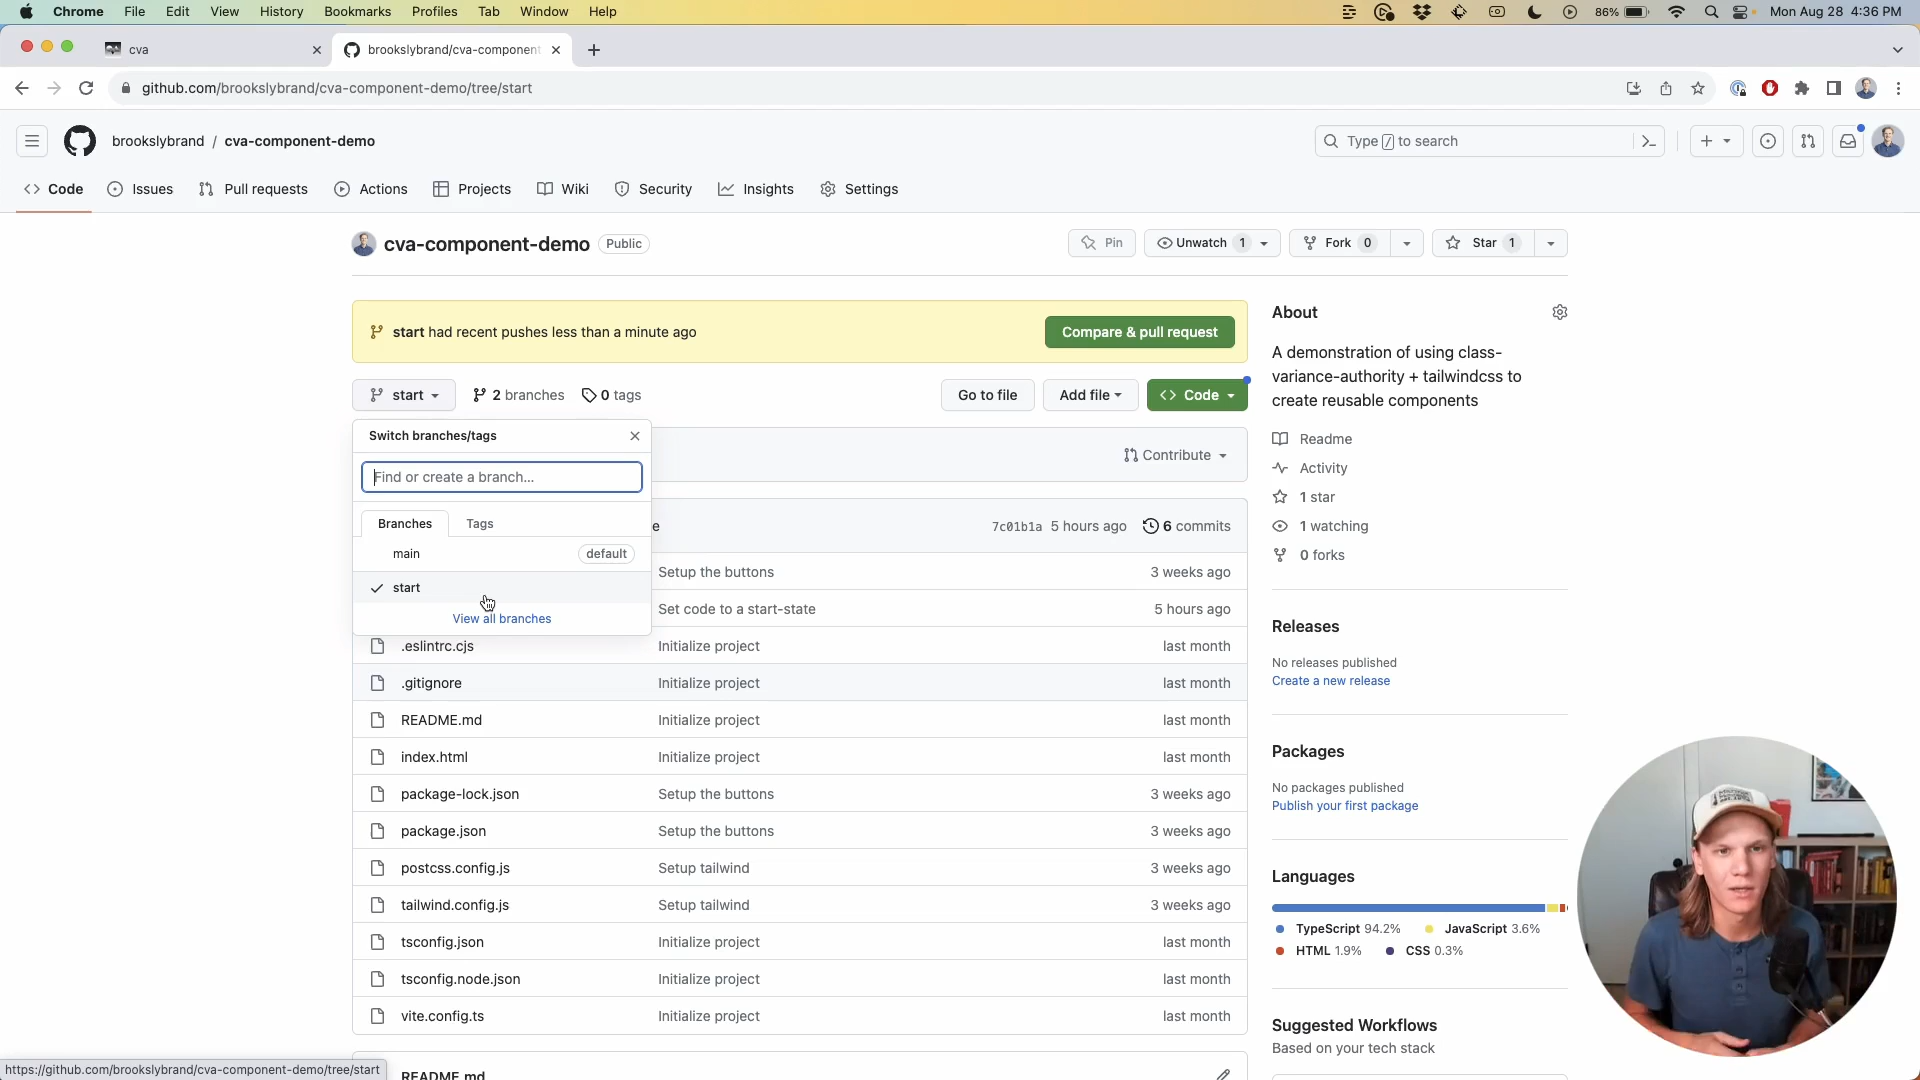 Chrome File Edit View History Bookmarks Profiles Tab Window Help 86% Mon Aug 28 4:36 PM
cva
brookslybrand/cva-component
github.com/brookslybrand/cva-component-demo/tree/start
brookslybrand / cva-component-demo
Type / to search
Code Issues Pull requests Actions Projects Wiki Security Insights Settings
cva-component-demo Public
Pin Unwatch 1 Fork 0 Star 1
start had recent pushes less than a minute ago
Compare & pull request
start 2 branches 0 tags
Go to file Add file Code
Switch branches/tags
Find or create a branch...
Branches Tags
main default
start
View all branches
Contribute
e 7c01b1a 5 hours ago 6 commits
Setup the buttons 3 weeks ago
Set code to a start-state 5 hours ago
.eslintrc.cjs Initialize project last month
.gitignore Initialize project last month
README.md Initialize project last month
index.html Initialize project last month
package-lock.json Setup the buttons 3 weeks ago
package.json Setup the buttons 3 weeks ago
postcss.config.js Setup tailwind 3 weeks ago
tailwind.config.js Setup tailwind 3 weeks ago
tsconfig.json Initialize project last month
tsconfig.node.json Initialize project last month
vite.config.ts Initialize project last month
README.md
About
A demonstration of using class-
variance-authority + tailwindcss to
create reusable components
Readme
Activity
1 star
1 watching
0 forks
Releases
No releases published
Create a new release
Packages
No packages published
Publish your first package
Languages
TypeScript 94.2% JavaScript 3.6%
HTML 1.9% CSS 0.3%
Suggested Workflows
Based on your tech stack
https://github.com/brookslybrand/cva-component-demo/tree/start